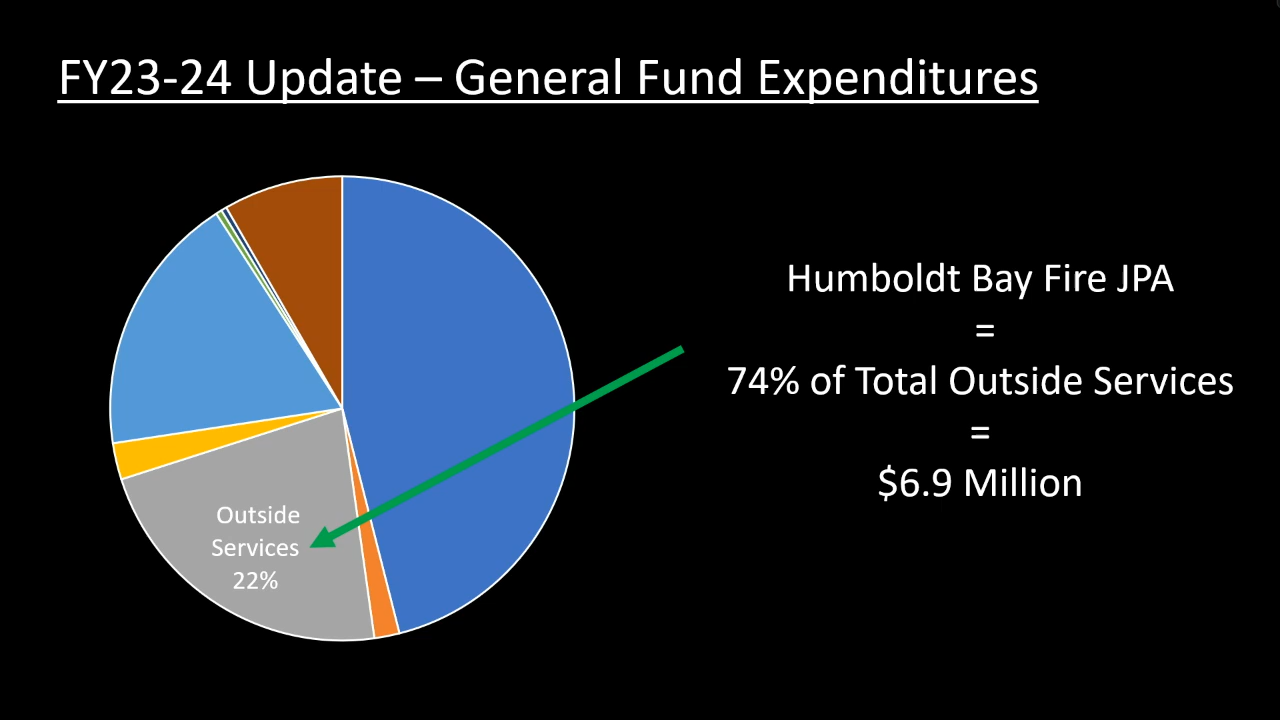 FY23-24 Update – General Fund Expenditures
Humboldt Bay Fire JPA
=
74% of Total Outside Services
=
$6.9 Million
Outside
Services
22%